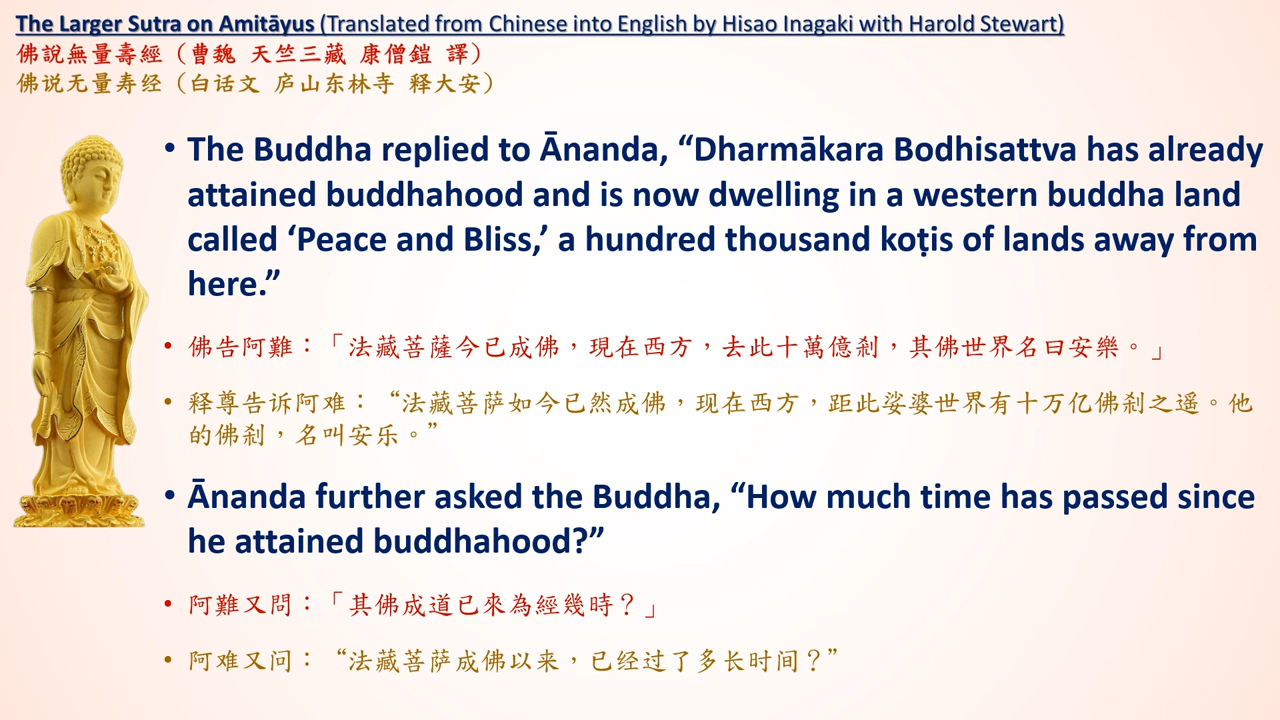 The Larger Sutra on Amitāyus (Translated from Chinese into English by Hisao Inagaki with Harold Stewart)
佛說無量壽經（曹魏 天竺三藏 康僧鎧 譯）
佛说无量寿经（白话文 庐山东林寺 释大安）
• The Buddha replied to Ānanda, “Dharmākara Bodhisattva has already
attained buddhahood and is now dwelling in a western buddha land
called ‘Peace and Bliss,’ a hundred thousand koṭis of lands away from
here.”
• 佛告阿難：「法藏菩薩今已成佛，現在西方，去此十萬億剎，其佛世界名曰安樂。」
• 释尊告诉阿难：“法藏菩萨如今已然成佛，现在西方，距此娑婆世界有十万亿佛刹之遥。他
的佛刹，名叫安乐。”
• Ānanda further asked the Buddha, “How much time has passed since
he attained buddhahood?”
• 阿難又問：「其佛成道已來為經幾時？」
• 阿难又问：“法藏菩萨成佛以来，已经过了多长时间？”